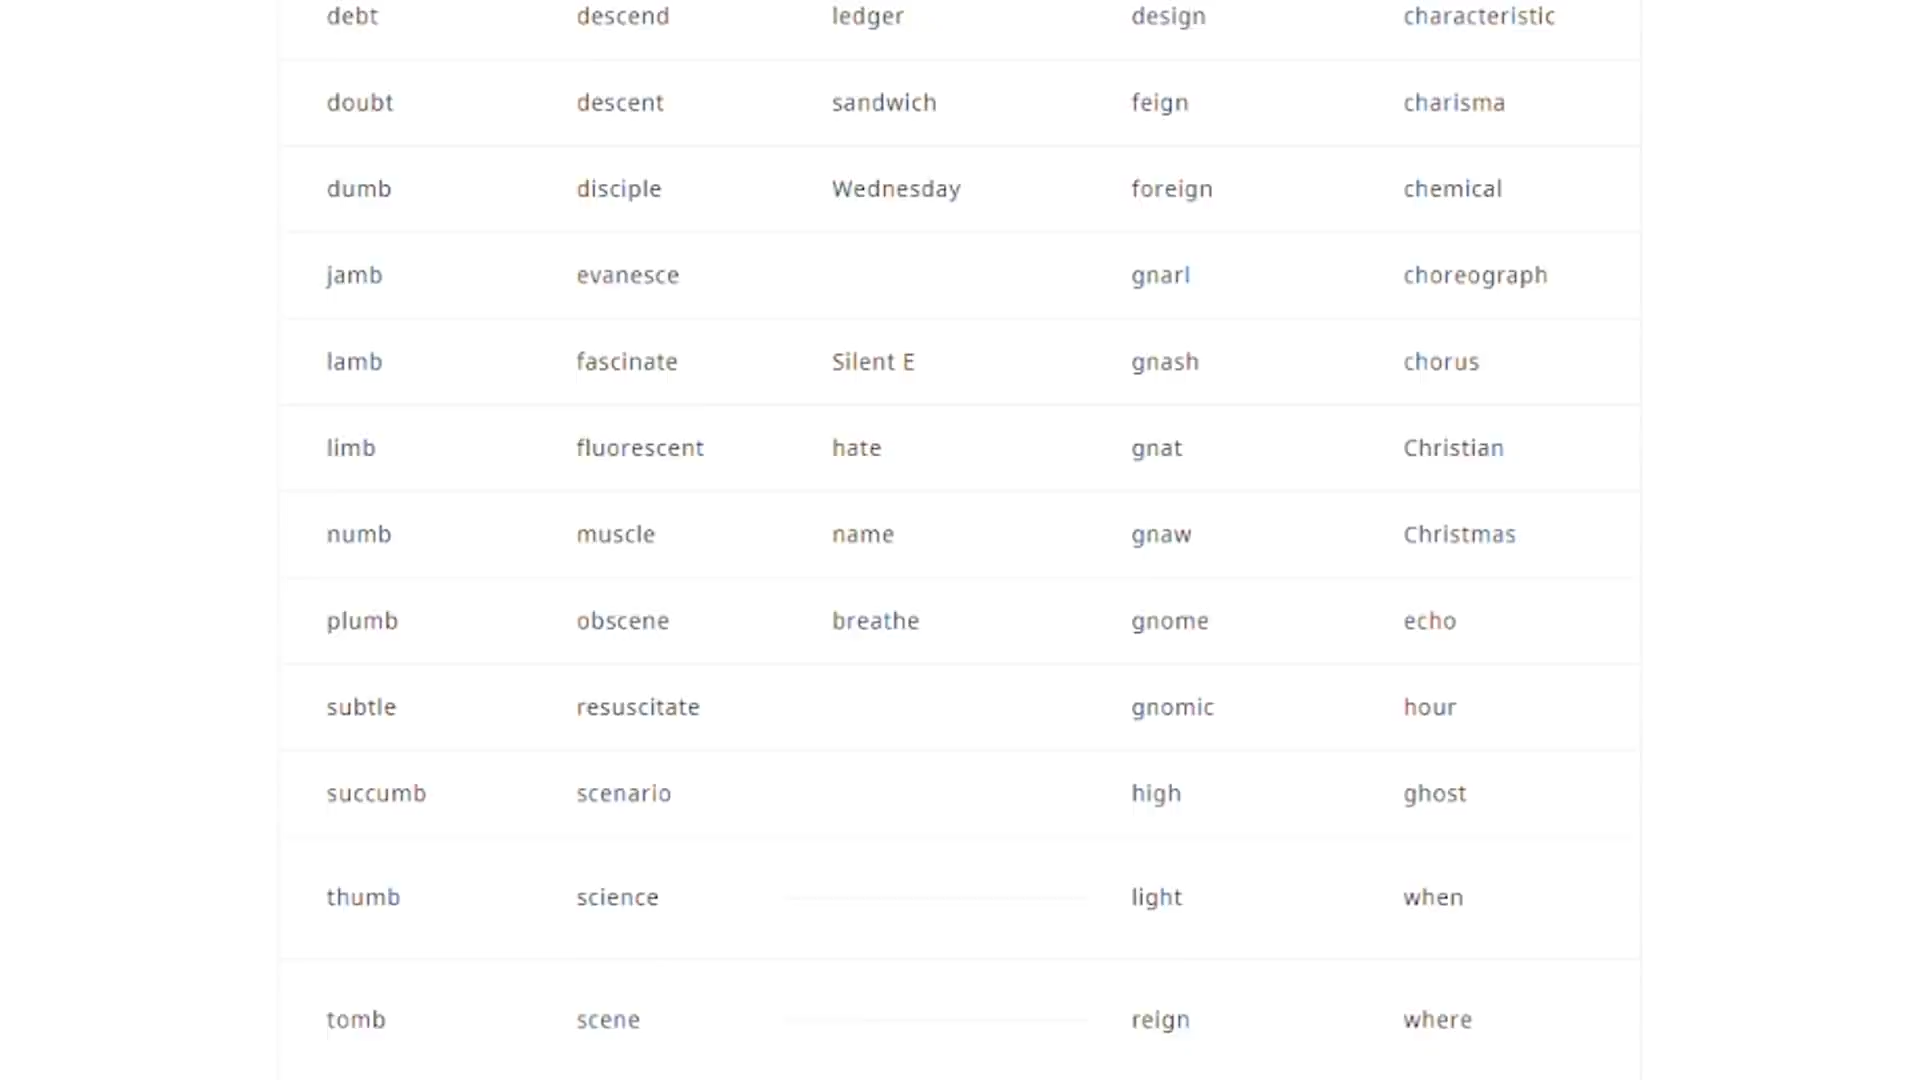 debt descend ledger design characteristic
doubt descent sandwich feign charisma
dumb disciple Wednesday foreign chemical
jamb evanesce gnarl choreograph
lamb fascinate Silent E gnash chorus
limb fluorescent hate gnat Christian
numb muscle name gnaw Christmas
plumb obscene breathe gnome echo
subtle resuscitate gnomic hour
succumb scenario high ghost
thumb science light when
tomb scene reign where